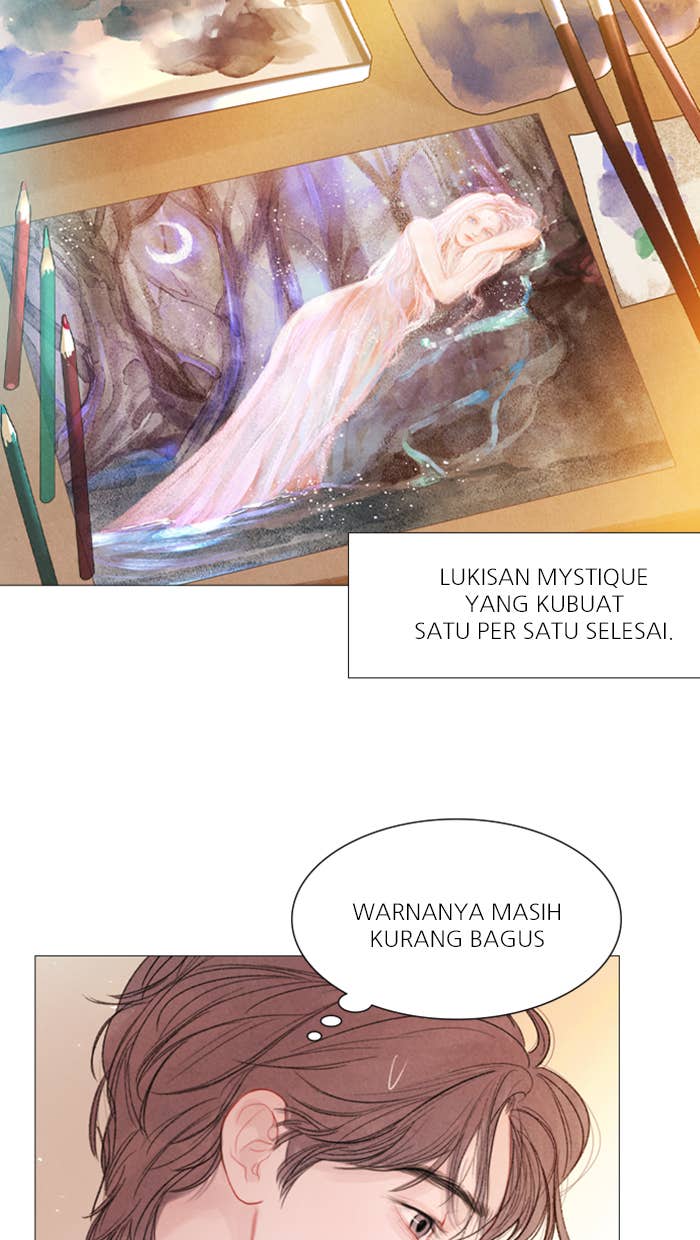 LUKISAN MYSTIQUE
YANG KUBUAT
SATU PER SATU SELESAI.
WARNANYA MASIH
KURANG BAGUS